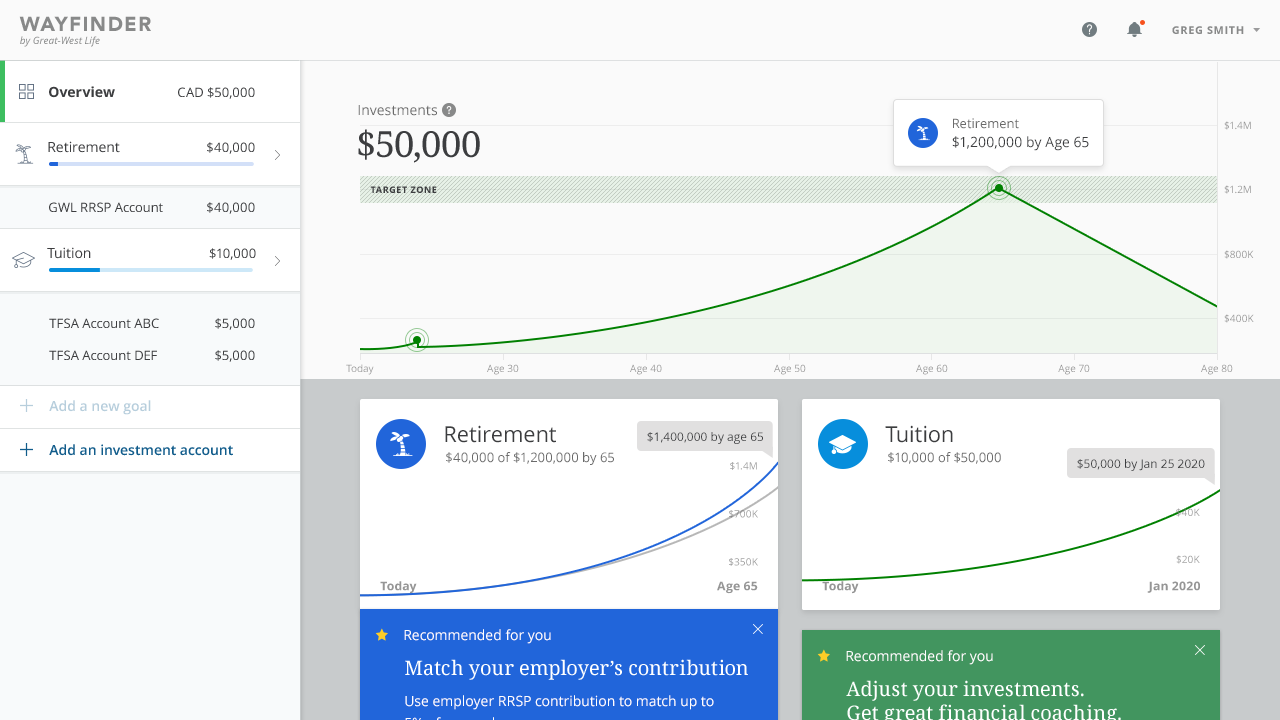 WAYFINDER
by Great-West Life
?
GREG SMITH
Overview CAD $50,000
Retirement $40,000
GWL RRSP Account $40,000
Tuition $10,000
TFSA Account ABC $5,000
TFSA Account DEF $5,000
+ Add a new goal
+ Add an investment account
Investments ?
$50,000
Retirement
$1,200,000 by Age 65
TARGET ZONE
$1.4M
$1.2M
$800K
$400K
Today Age 30 Age 40 Age 50 Age 60 Age 70 Age 80
Retirement
$40,000 of $1,200,000 by 65
$1,400,000 by age 65
$1.4M
$700K
$350K
Today Age 65
Recommended for you
Match your employer’s contribution
Use employer RRSP contribution to match up to
Tuition
$10,000 of $50,000
$50,000 by Jan 25 2020
$40K
$20K
Today Jan 2020
Recommended for you
Adjust your investments.
Get great financial coaching.